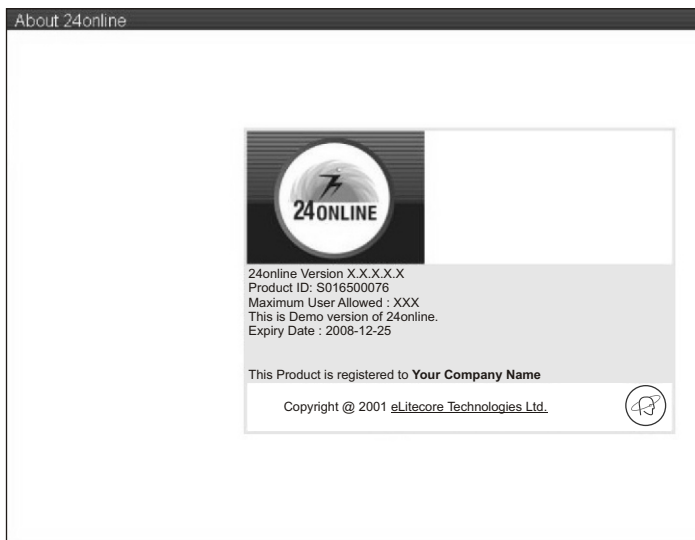 About 24online
24ONLINE
24online Version X.X.X.X.X
Product ID: S016500076
Maximum User Allowed : XXX
This is Demo version of 24online.
Expiry Date : 2008-12-25
This Product is registered to Your Company Name
Copyright @ 2001 eLitecore Technologies Ltd.